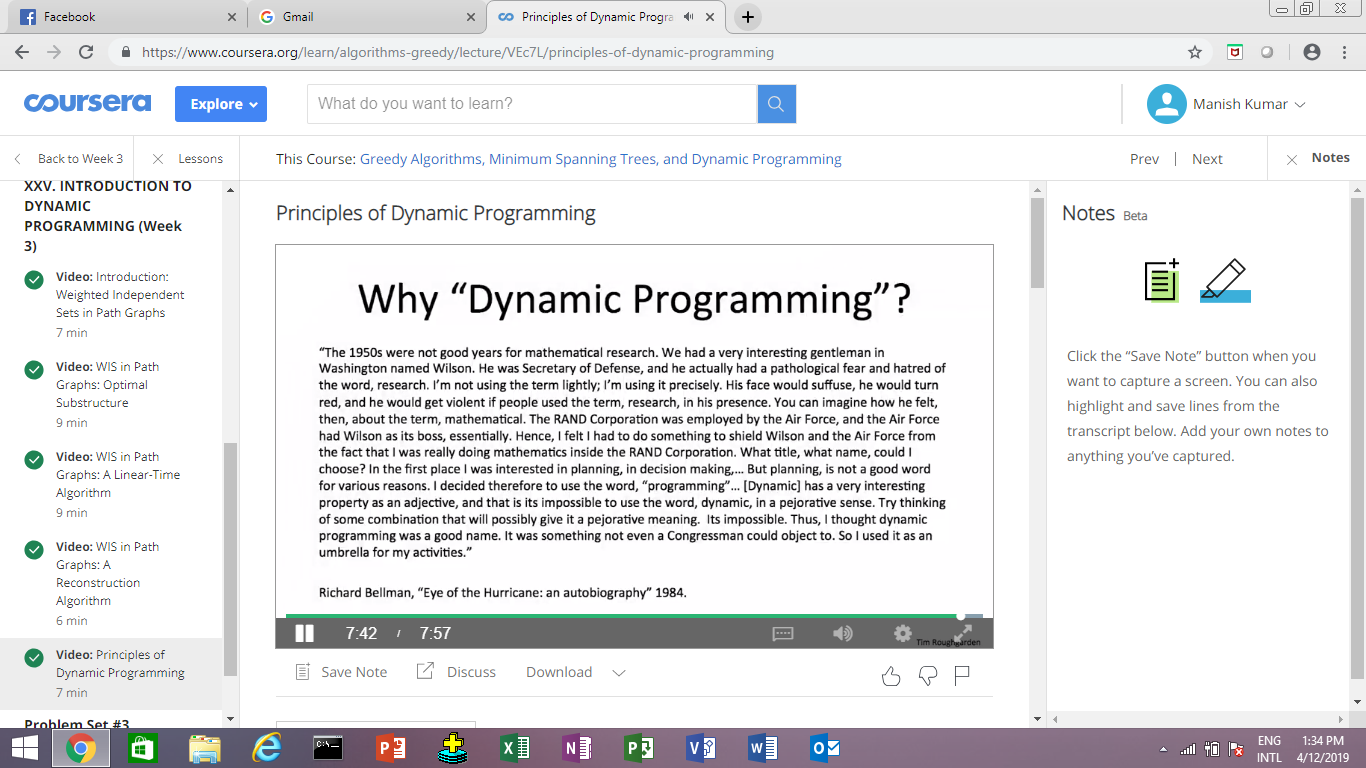 Facebook
Gmail
Principles of Dynamic Progra
https://www.coursera.org/learn/algorithms-greedy/lecture/VEc7L/principles-of-dynamic-programming
coursera
Explore
What do you want to learn?
Manish Kumar
Back to Week 3
Lessons
This Course: Greedy Algorithms, Minimum Spanning Trees, and Dynamic Programming
Prev | Next
Notes
XXV. INTRODUCTION TO
DYNAMIC
PROGRAMMING (Week
3)
Video: Introduction:
Weighted Independent
Sets in Path Graphs
7 min
Video: WIS in Path
Graphs: Optimal
Substructure
9 min
Video: WIS in Path
Graphs: A Linear-Time
Algorithm
9 min
Video: WIS in Path
Graphs: A
Reconstruction
Algorithm
6 min
Video: Principles of
Dynamic Programming
7 min
Problem Set #3
Principles of Dynamic Programming
Why “Dynamic Programming”?
“The 1950s were not good years for mathematical research. We had a very interesting gentleman in
Washington named Wilson. He was Secretary of Defense, and he actually had a pathological fear and hatred of
the word, research. I’m not using the term lightly; I’m using it precisely. His face would suffuse, he would turn
red, and he would get violent if people used the term, research, in his presence. You can imagine how he felt,
then, about the term, mathematical. The RAND Corporation was employed by the Air Force, and the Air Force
had Wilson as its boss, essentially. Hence, I felt I had to do something to shield Wilson and the Air Force from
the fact that I was really doing mathematics inside the RAND Corporation. What title, what name, could I
choose? In the first place I was interested in planning, in decision making,... But planning, is not a good word
for various reasons. I decided therefore to use the word, “programming”... [Dynamic] has a very interesting
property as an adjective, and that is its impossible to use the word, dynamic, in a pejorative sense. Try thinking
of some combination that will possibly give it a pejorative meaning. Its impossible. Thus, I thought dynamic
programming was a good name. It was something not even a Congressman could object to. So I used it as an
umbrella for my activities.”
Richard Bellman, “Eye of the Hurricane: an autobiography” 1984.
7:42 / 7:57
Tim Roughgarden
Save Note
Discuss
Download
Notes Beta
Click the “Save Note” button when you
want to capture a screen. You can also
highlight and save lines from the
transcript below. Add your own notes to
anything you’ve captured.
ENG
INTL
1:34 PM
4/12/2019